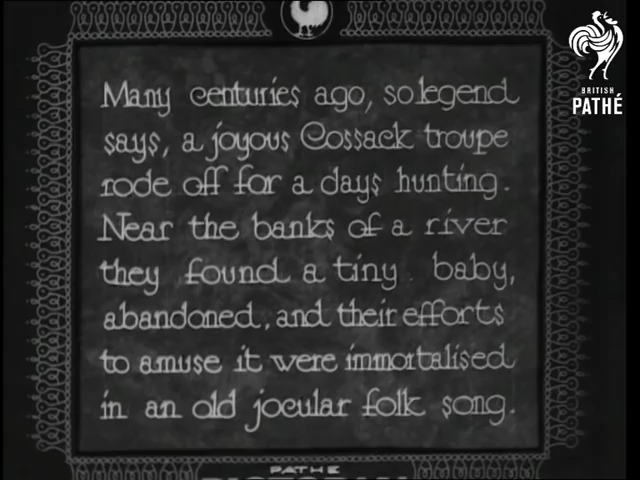 BRITISH
PATHÉ
Many centuries ago, so legend
says, a joyous Cossack troupe
rode off for a days hunting.
Near the banks of a river
they found a tiny baby,
abandoned, and their efforts
to amuse it were immortalised
in an old jocular folk song.
PATHE